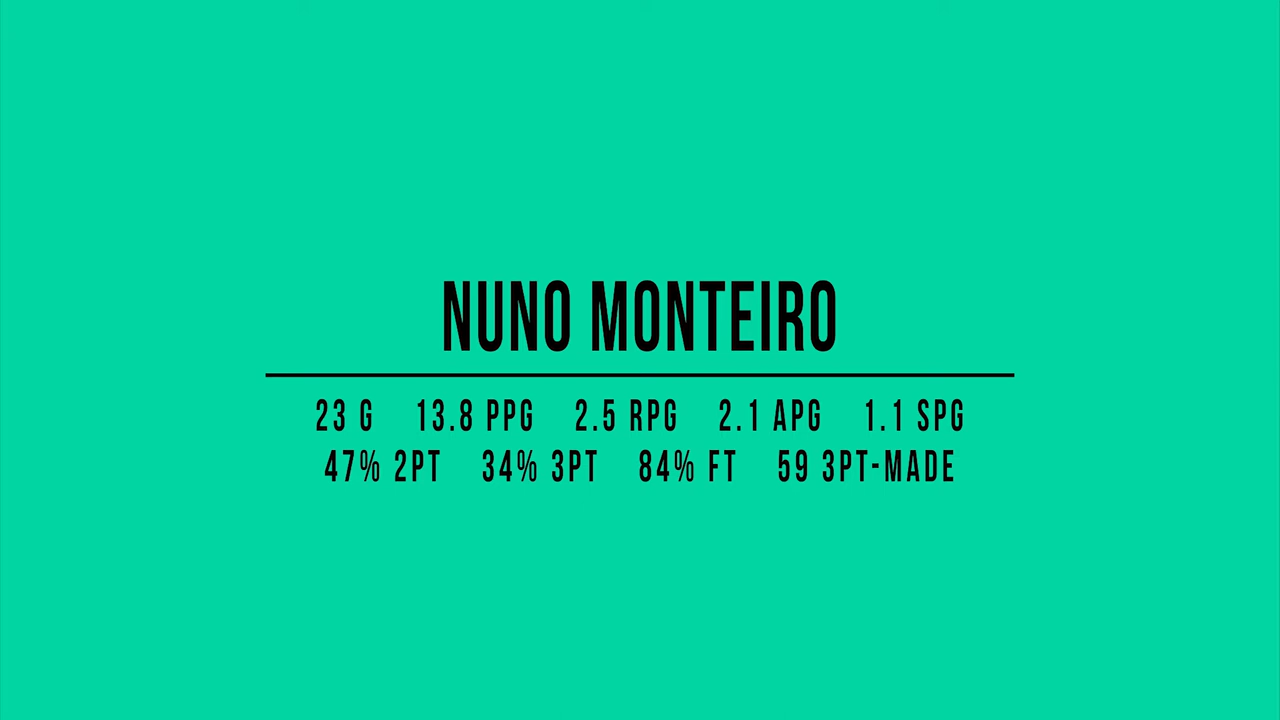 NUNO MONTEIRO
23 G 13.8 PPG 2.5 RPG 2.1 APG 1.1 SPG
47% 2PT 34% 3PT 84% FT 59 3PT-MADE